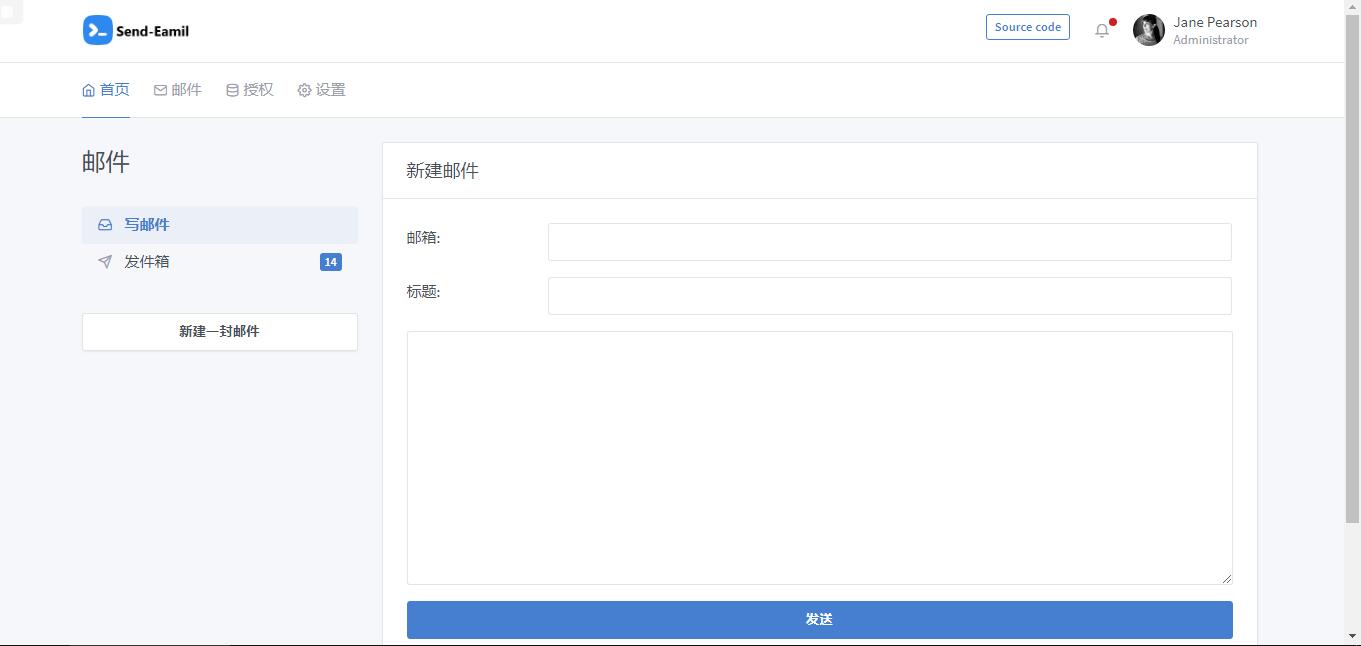 Send-Eamil
Source code
Jane Pearson
Administrator
首页 邮件 授权 设置
邮件
写邮件
发件箱 14
新建一封邮件
新建邮件
邮箱:
标题:
发送